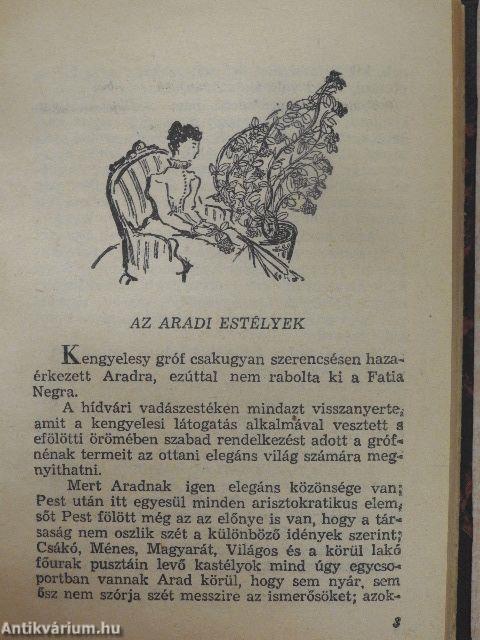 AZ ARADI ESTÉLYEK
Kengyelesy gróf csakugyan szerencsésen haza-
érkezett Aradra, ezúttal nem rabolta ki a Fatia
Negra.
A hídvári vadászestéken mindazt visszanyerte,
amit a kengyelesi látogatás alkalmával vesztett s
efölötti örömében szabad rendelkezést adott a gróf-
nénak termeit az ottani elegáns világ számára meg-
nyithatni.
Mert Aradnak igen elegáns közönsége van;
Pest után itt egyesül minden arisztokratikus elem,
sőt Pest fölött még az az előnye is van, hogy a tár-
saság nem oszlik szét a különböző idények szerint;
Csákó, Ménes, Magyarát, Világos és a körül lakó
főurak pusztáin levő kastélyok mind úgy egycso-
portban vannak Arad körül, hogy sem nyár, sem
ősz nem szórja szét messzire az ismerősöket; azok-
3
Antikvárium.hu